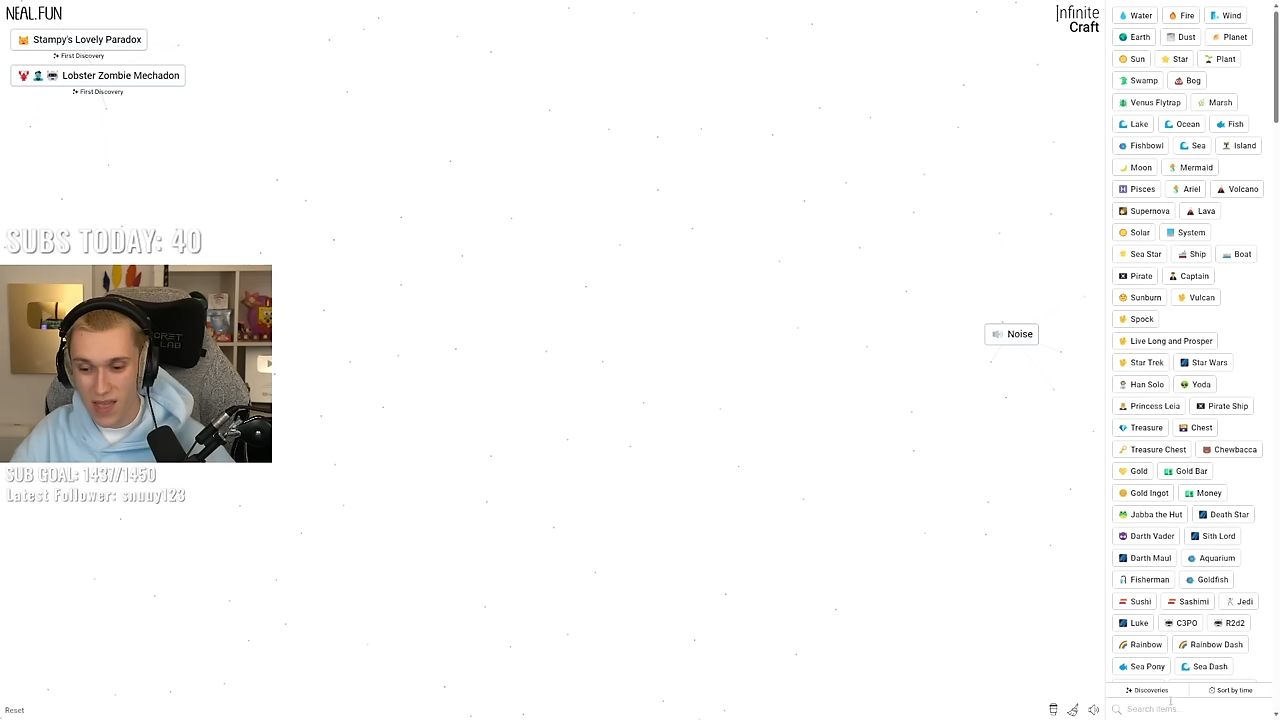 NEAL.FUN
Infinite
Craft
Stampy's Lovely Paradox
First Discovery
Lobster Zombie Mechadon
First Discovery
SUBS TODAY: 40
SUB GOAL: 1437/1450
Latest Follower: snuuy123
Noise
Water Fire Wind
Earth Dust Planet
Sun Star Plant
Swamp Bog
Venus Flytrap Marsh
Lake Ocean Fish
Fishbowl Sea Island
Moon Mermaid
Pisces Ariel Volcano
Supernova Lava
Solar System
Sea Star Ship Boat
Pirate Captain
Sunburn Vulcan
Spock
Live Long and Prosper
Star Trek Star Wars
Han Solo Yoda
Princess Leia Pirate Ship
Treasure Chest
Treasure Chest Chewbacca
Gold Gold Bar
Gold Ingot Money
Jabba the Hut Death Star
Darth Vader Sith Lord
Darth Maul Aquarium
Fisherman Goldfish
Sushi Sashimi Jedi
Luke C3PO R2d2
Rainbow Rainbow Dash
Sea Pony Sea Dash
Discoveries Sort by time
Search items...
Reset